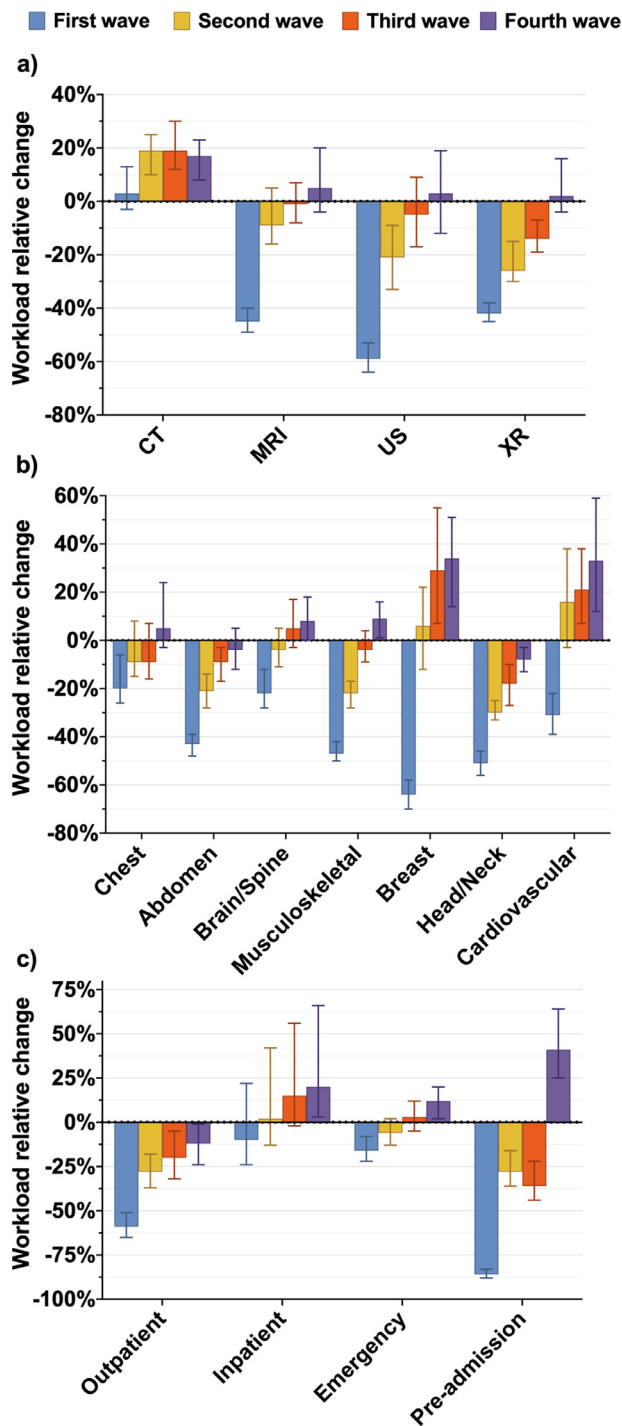 First wave Second wave Third wave Fourth wave
a)
Workload relative change
40%
20%
0%
-20%
-40%
-60%
-80%
CT MRI US XR
b)
Workload relative change
60%
40%
20%
0%
-20%
-40%
-60%
-80%
Chest Abdomen Brain/Spine Musculoskeletal Breast Head/Neck Cardiovascular
c)
Workload relative change
75%
50%
25%
0%
-25%
-50%
-75%
-100%
Outpatient Inpatient Emergency Pre-admission